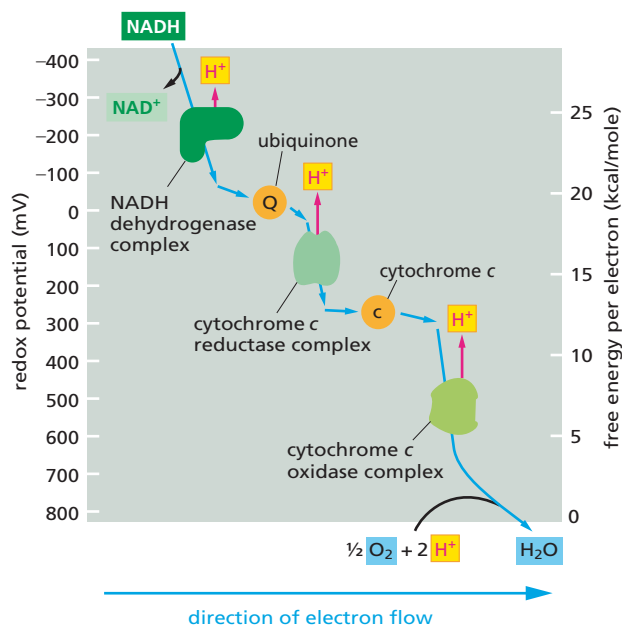 NADH
–400
–300
–200
–100
0
100
200
300
400
500
600
700
800
redox potential (mV)
NAD⁺
H⁺
NADH
dehydrogenase
complex
ubiquinone
Q
H⁺
cytochrome c
reductase complex
cytochrome c
c
H⁺
cytochrome c
oxidase complex
25
20
15
10
5
0
free energy per electron (kcal/mole)
½ O₂ + 2 H⁺
H₂O
direction of electron flow